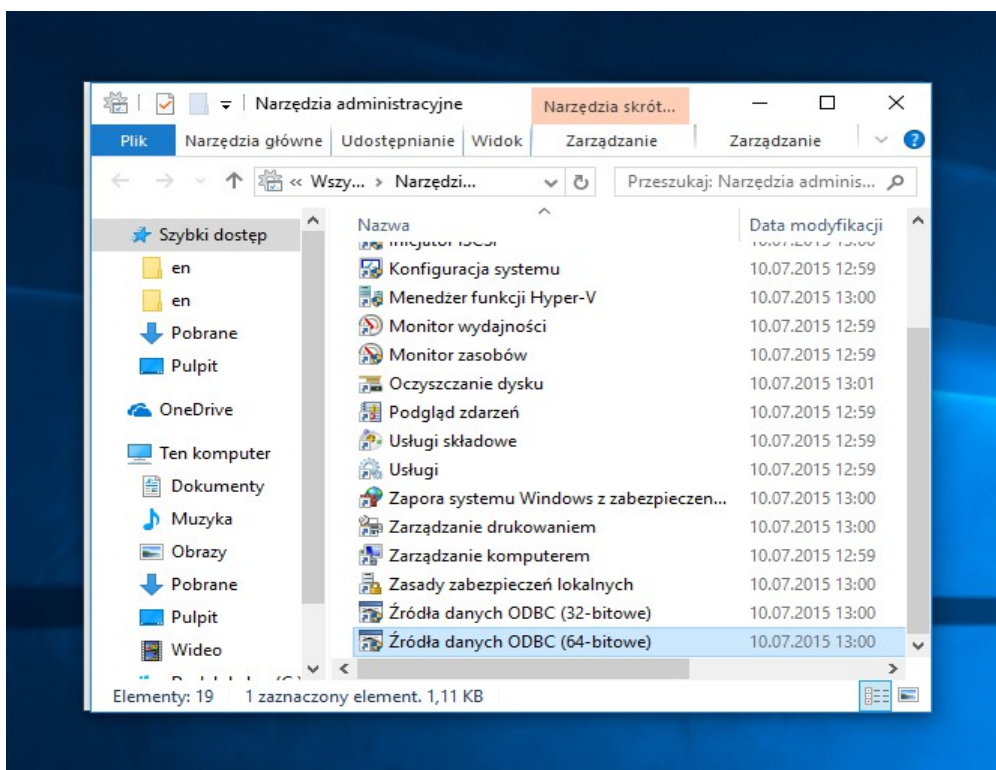 Narzędzia administracyjne
Narzędzia skrót...
Plik
Narzędzia główne
Udostępnianie
Widok
Zarządzanie
Zarządzanie
« Wszy... › Narzędzi...
Przeszukaj: Narzędzia adminis...
Szybki dostęp
en
en
Pobrane
Pulpit
OneDrive
Ten komputer
Dokumenty
Muzyka
Obrazy
Pobrane
Pulpit
Wideo
Nazwa Data modyfikacji
Inicjator iSCSI 10.07.2015 13:00
Konfiguracja systemu 10.07.2015 12:59
Menedżer funkcji Hyper-V 10.07.2015 13:00
Monitor wydajności 10.07.2015 12:59
Monitor zasobów 10.07.2015 12:59
Oczyszczanie dysku 10.07.2015 13:01
Podgląd zdarzeń 10.07.2015 12:59
Usługi składowe 10.07.2015 12:59
Usługi 10.07.2015 12:59
Zapora systemu Windows z zabezpieczen... 10.07.2015 13:00
Zarządzanie drukowaniem 10.07.2015 13:00
Zarządzanie komputerem 10.07.2015 12:59
Zasady zabezpieczeń lokalnych 10.07.2015 13:00
Źródła danych ODBC (32-bitowe) 10.07.2015 13:00
Źródła danych ODBC (64-bitowe) 10.07.2015 13:00
Elementy: 19 1 zaznaczony element. 1,11 KB